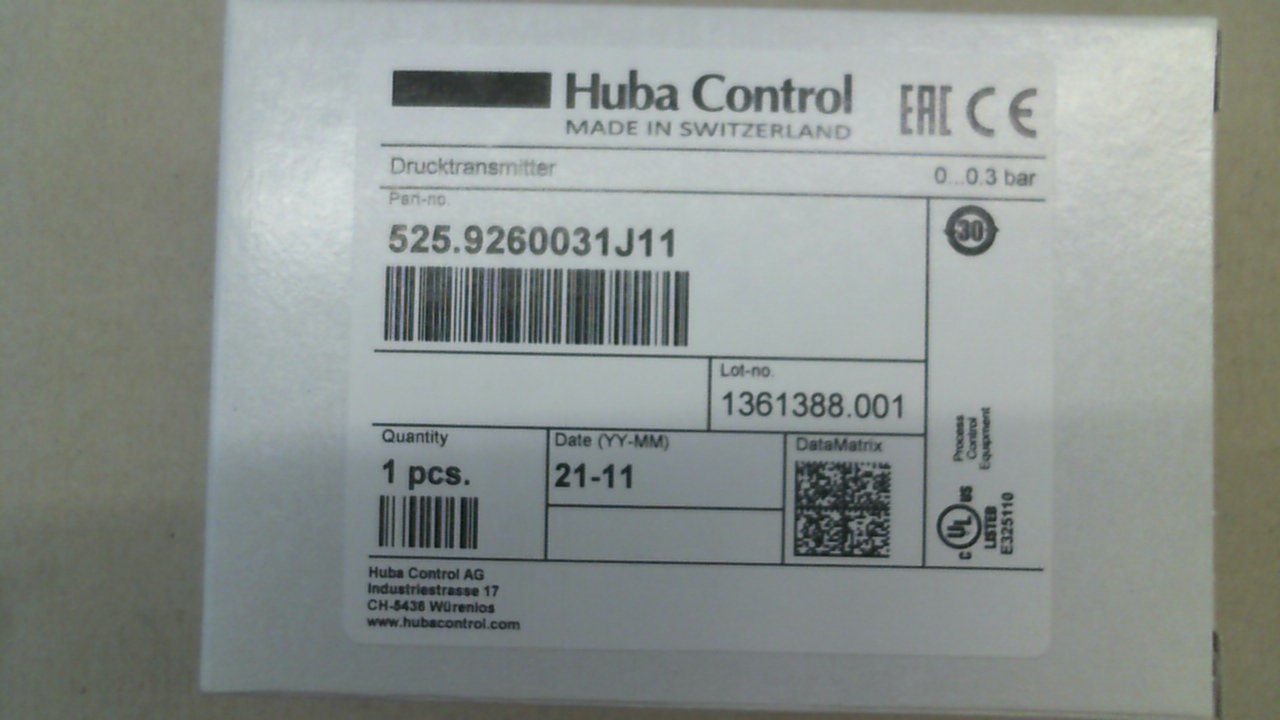 Huba Control
MADE IN SWITZERLAND
EAC CE
Drucktransmitter
0...0.3 bar
Part-no.
525.9260031J11
30
Lot-no.
1361388.001
Quantity
1 pcs.
Date (YY-MM)
21-11
DataMatrix
Process
Control
Equipment
c UL US
LISTED
E325110
Huba Control AG
Industriestrasse 17
CH-5436 Würenlos
www.hubacontrol.com